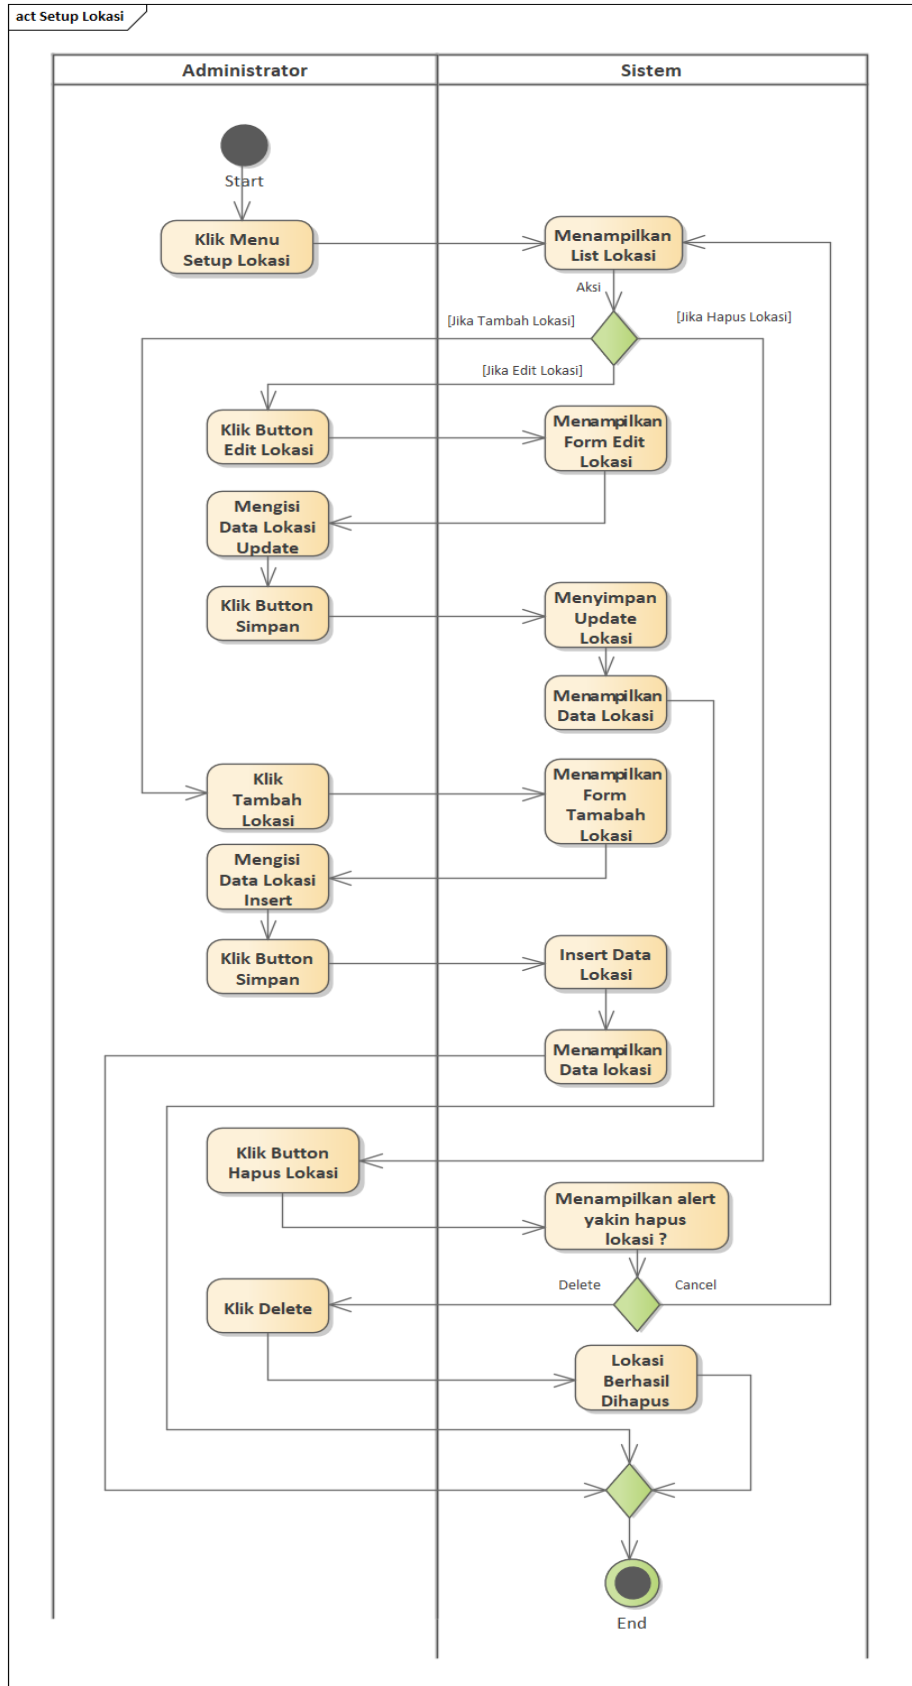 act Setup Lokasi
Administrator
Sistem
Start
Klik Menu
Setup Lokasi
Menampilkan
List Lokasi
Aksi
[Jika Tambah Lokasi]
[Jika Hapus Lokasi]
[Jika Edit Lokasi]
Klik Button
Edit Lokasi
Menampilkan
Form Edit
Lokasi
Mengisi
Data Lokasi
Update
Klik Button
Simpan
Menyimpan
Update
Lokasi
Menampilkan
Data Lokasi
Klik
Tambah
Lokasi
Menampilkan
Form
Tamabah
Lokasi
Mengisi
Data Lokasi
Insert
Klik Button
Simpan
Insert Data
Lokasi
Menampilkan
Data lokasi
Klik Button
Hapus Lokasi
Menampilkan alert
yakin hapus
lokasi ?
Delete
Cancel
Klik Delete
Lokasi
Berhasil
Dihapus
End